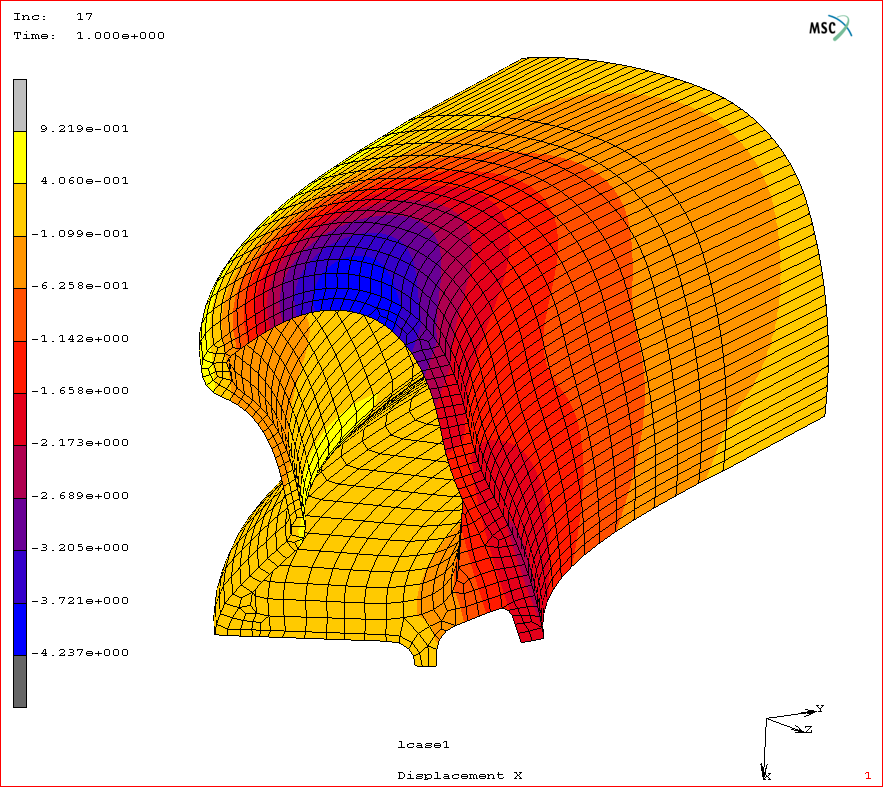 Inc: 17
Time: 1.000e+000
MSC
9.219e-001
4.060e-001
-1.099e-001
-6.258e-001
-1.142e+000
-1.658e+000
-2.173e+000
-2.689e+000
-3.205e+000
-3.721e+000
-4.237e+000
Y
Z
X
lcase1
Displacement X
1